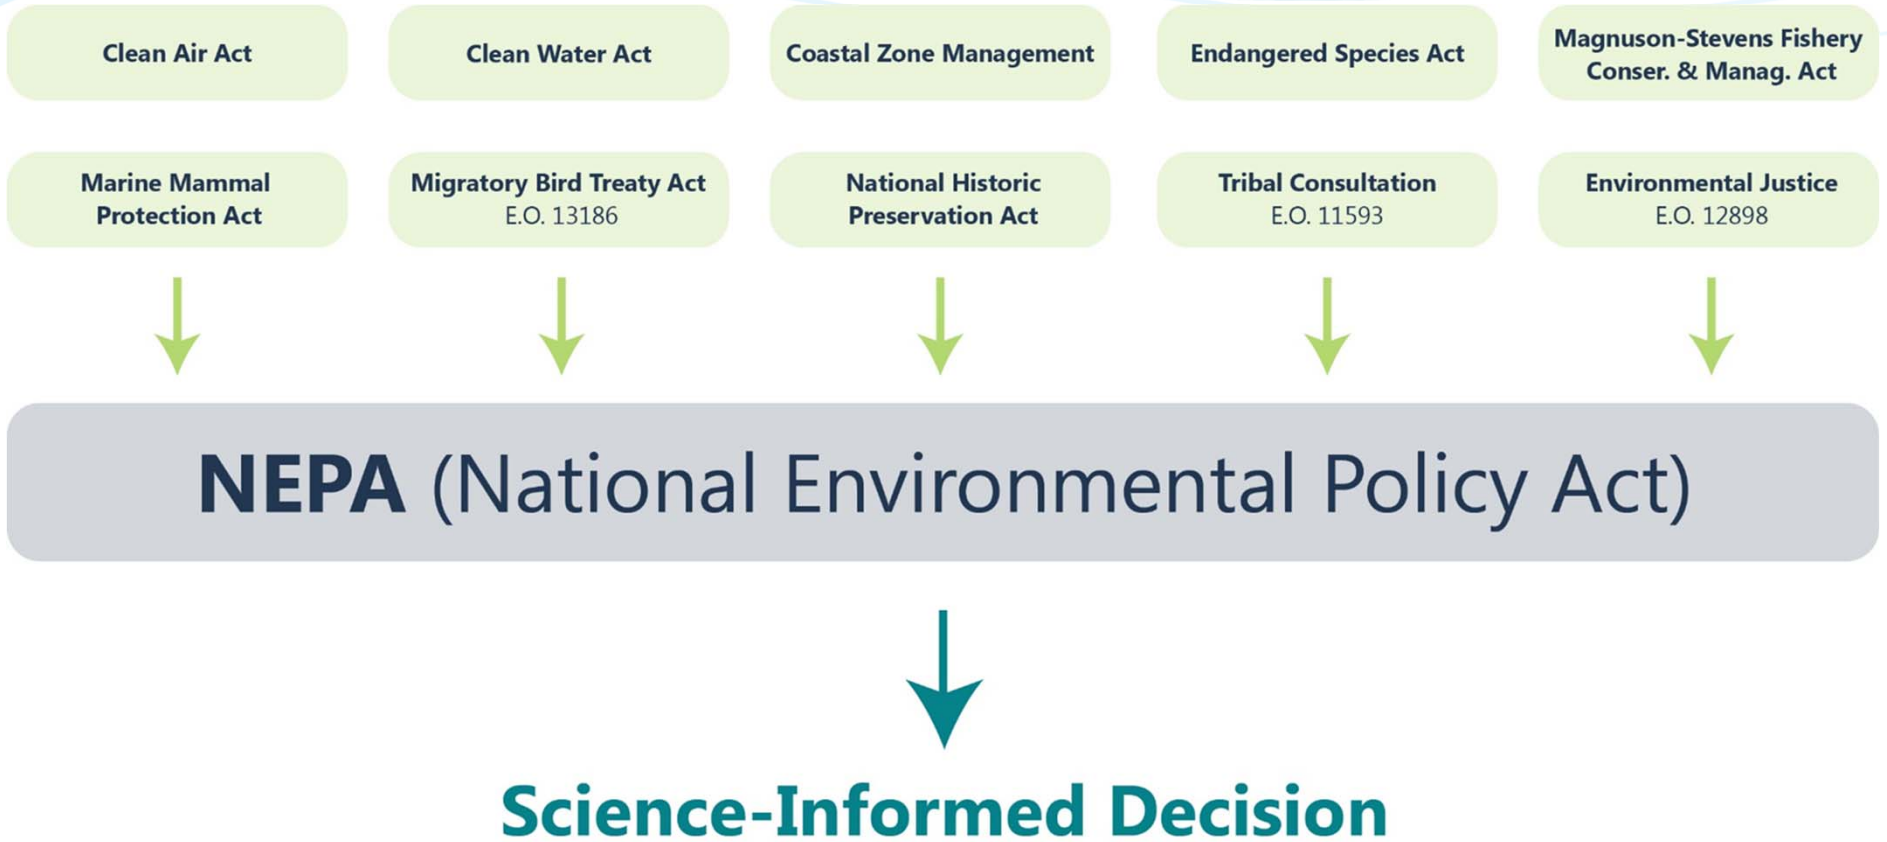 Clean Air Act
Clean Water Act
Coastal Zone Management
Endangered Species Act
Magnuson-Stevens Fishery
Conser. & Manag. Act
Marine Mammal
Protection Act
Migratory Bird Treaty Act
E.O. 13186
National Historic
Preservation Act
Tribal Consultation
E.O. 11593
Environmental Justice
E.O. 12898
NEPA (National Environmental Policy Act)
Science-Informed Decision